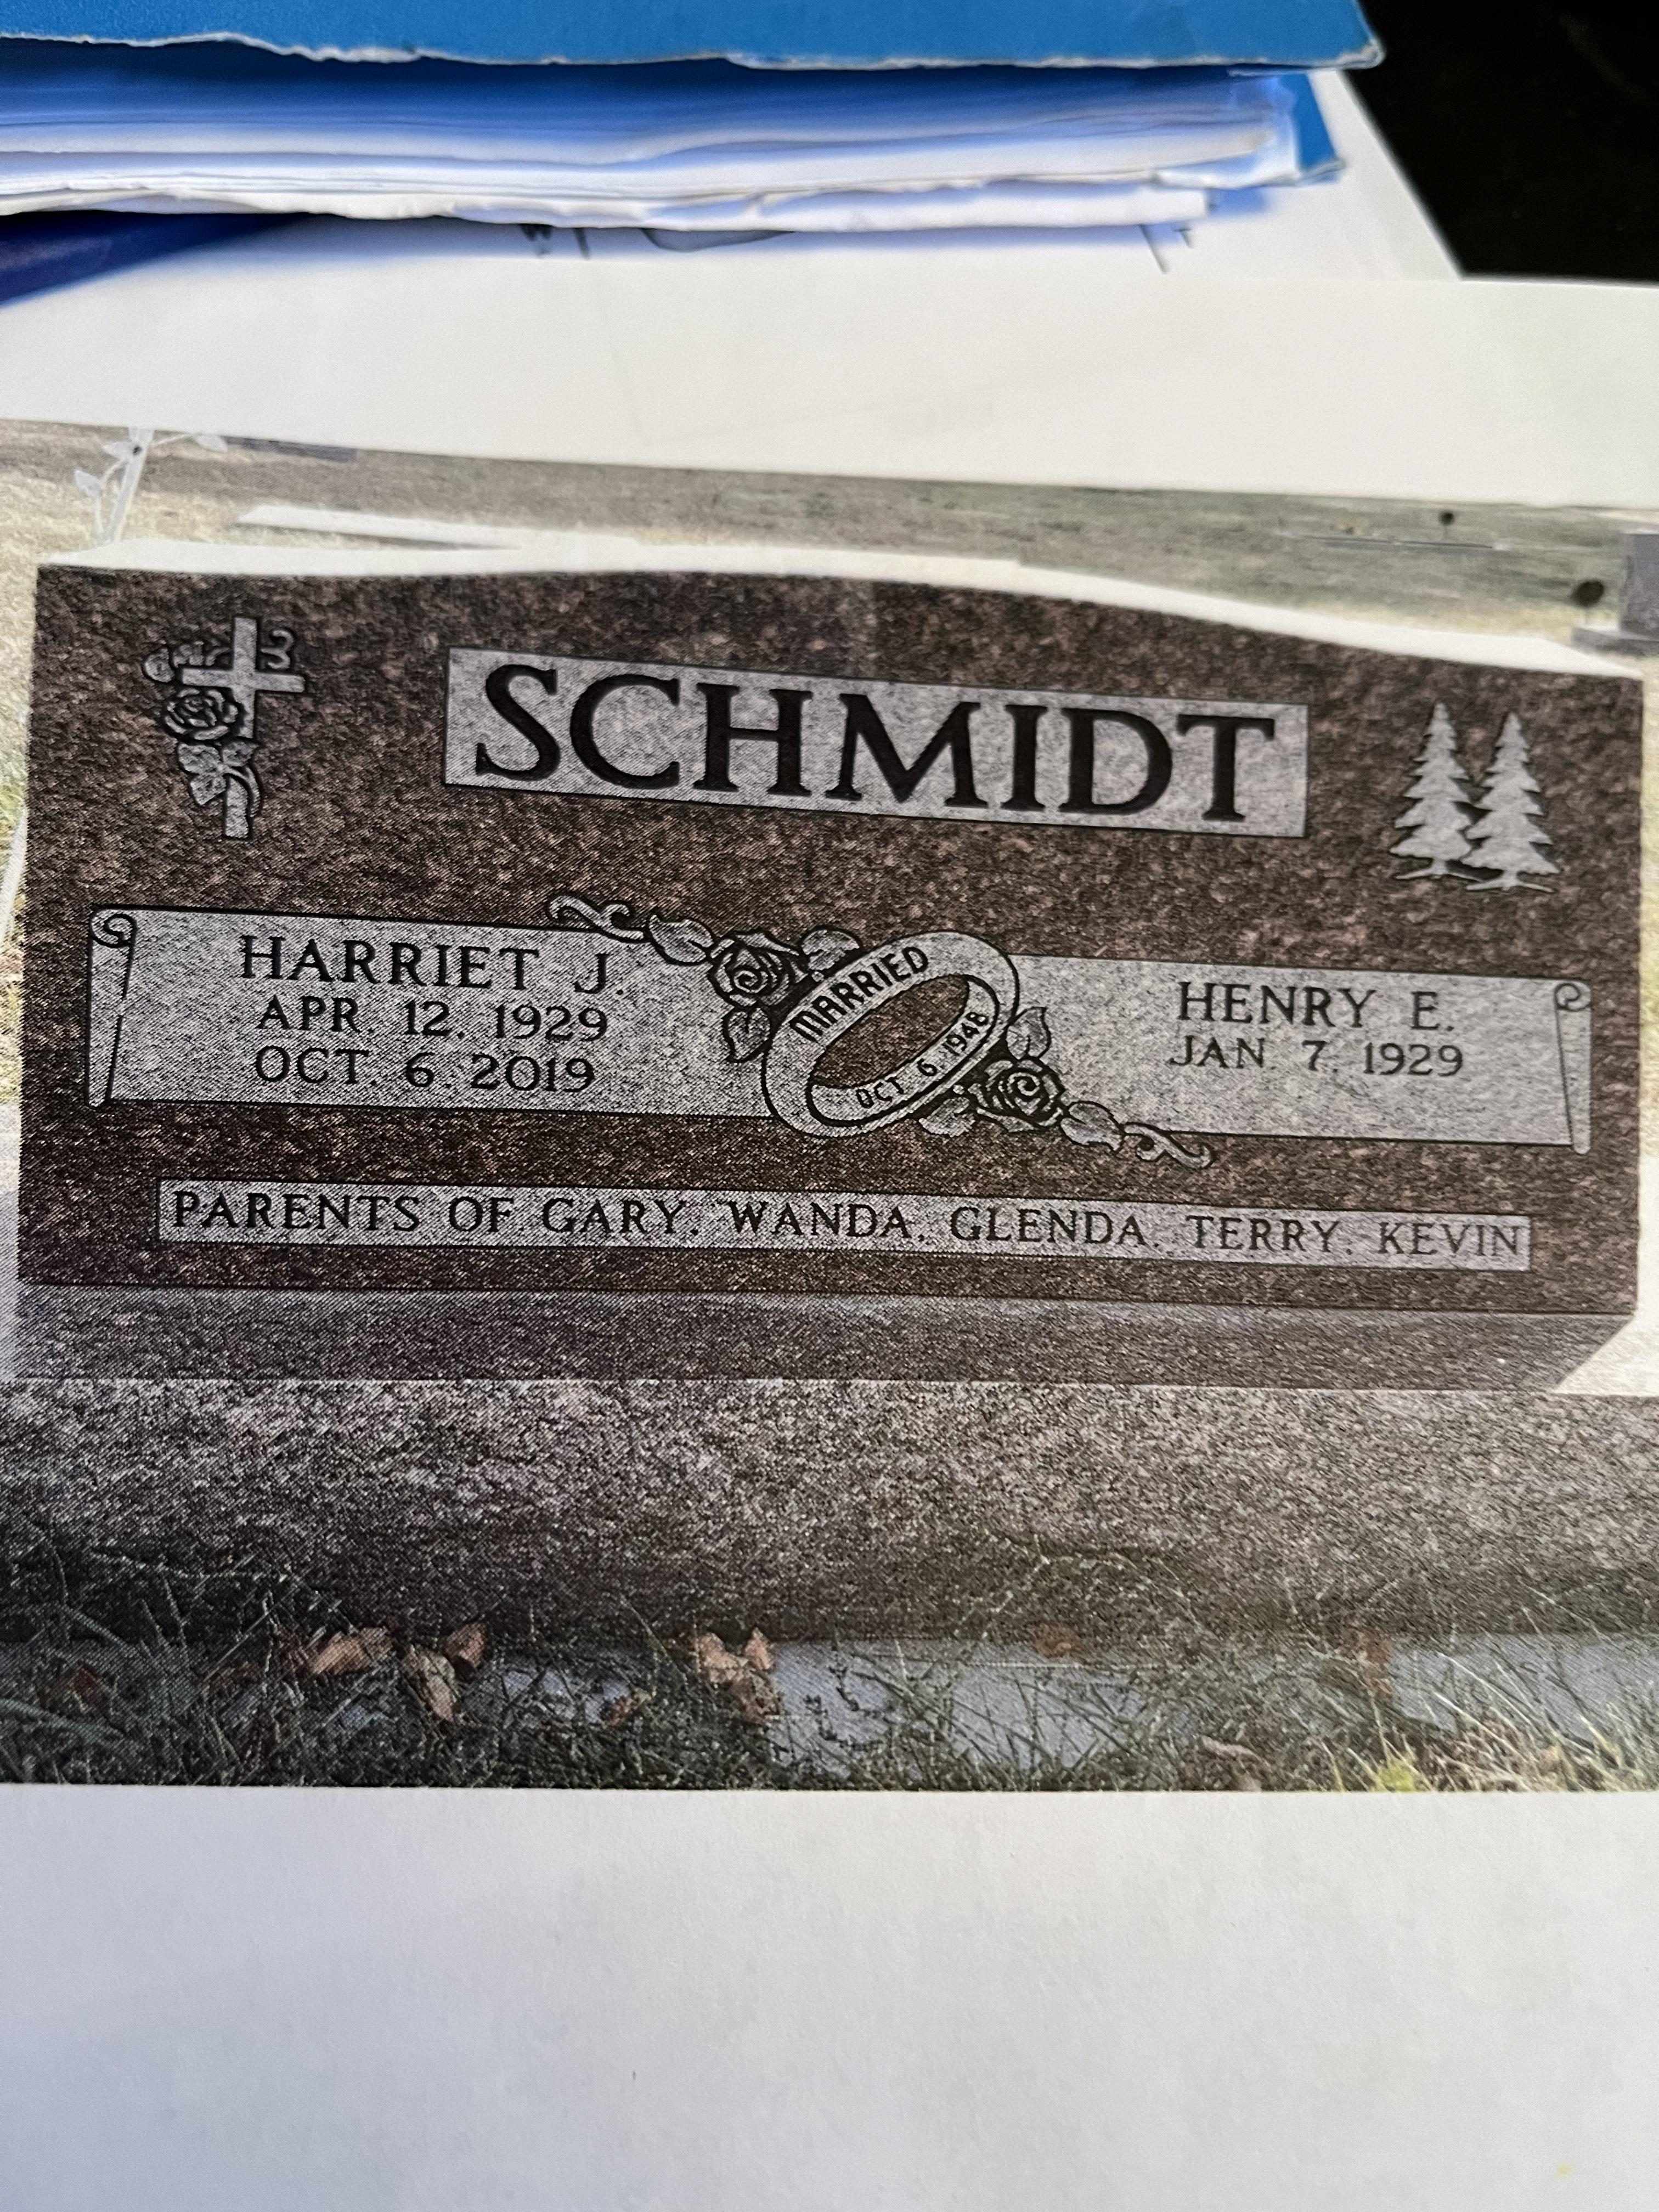 SCHMIDT
HARRIET J.
APR. 12. 1929
OCT. 6. 2019
MARRIED
OCT. 6. 1948
HENRY E.
JAN. 7. 1929
PARENTS OF GARY, WANDA, GLENDA, TERRY, KEVIN